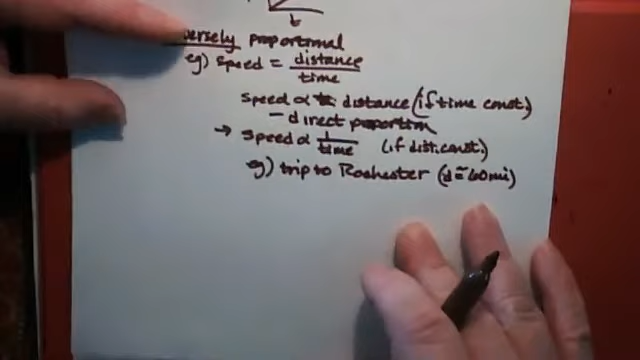 t
versely proportional
eg) speed = distance
time
speed ∝ distance (if time const.)
- direct proportion
→ speed ∝ 1
time (if dist. const.)
eg) trip to Rochester (d ≈ 60mi)